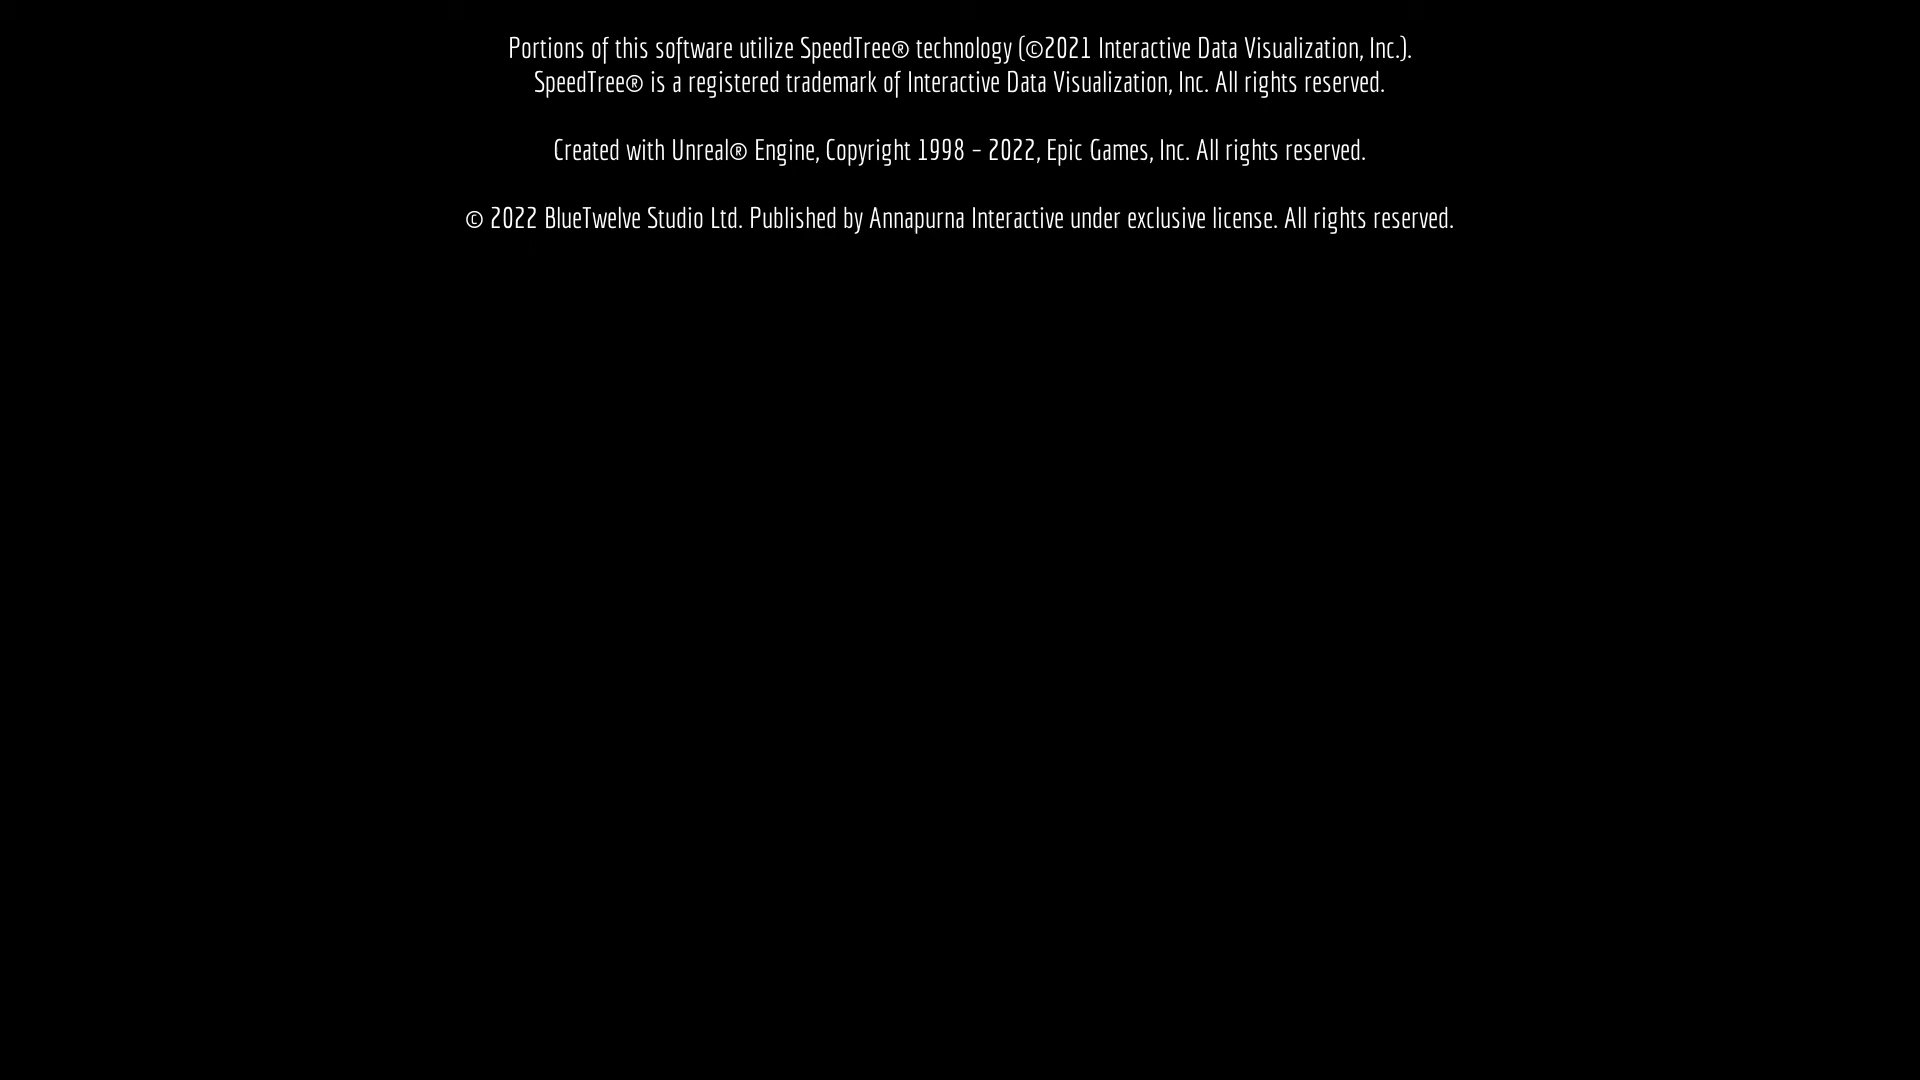 Portions of this software utilize SpeedTree® technology (©2021 Interactive Data Visualization, Inc.).
SpeedTree® is a registered trademark of Interactive Data Visualization, Inc. All rights reserved.
Created with Unreal® Engine, Copyright 1998 – 2022, Epic Games, Inc. All rights reserved.
© 2022 BlueTwelve Studio Ltd. Published by Annapurna Interactive under exclusive license. All rights reserved.